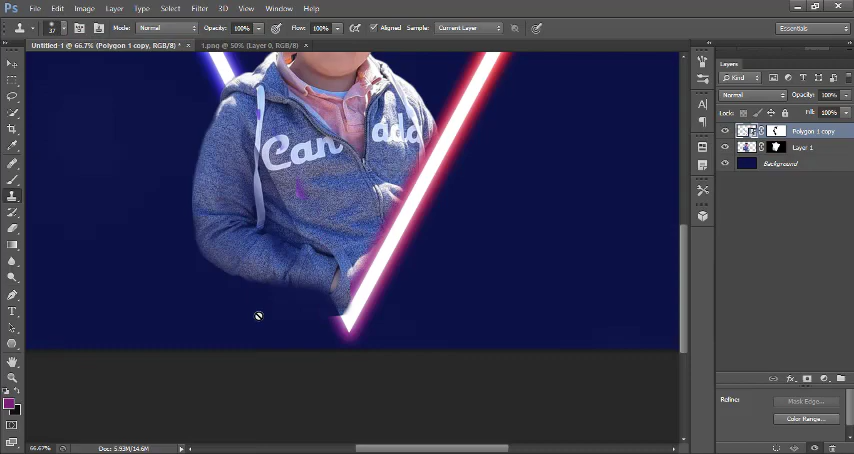 Ps File Edit Image Layer Type Select Filter 3D View Window Help
37 Mode: Normal Opacity: 100% Flow: 100% Aligned Sample: Current Layer Essentials
Untitled-1 @ 66.7% (Polygon 1 copy, RGB/8) * × 1.png @ 50% (Layer 0, RGB/8) ×
Layers
Kind
Normal Opacity: 100%
Lock: Fill: 100%
Polygon 1 copy
Layer 1
Background
Can ada
Refine:
Mask Edge...
Color Range...
66.67% Doc: 5.93M/14.6M